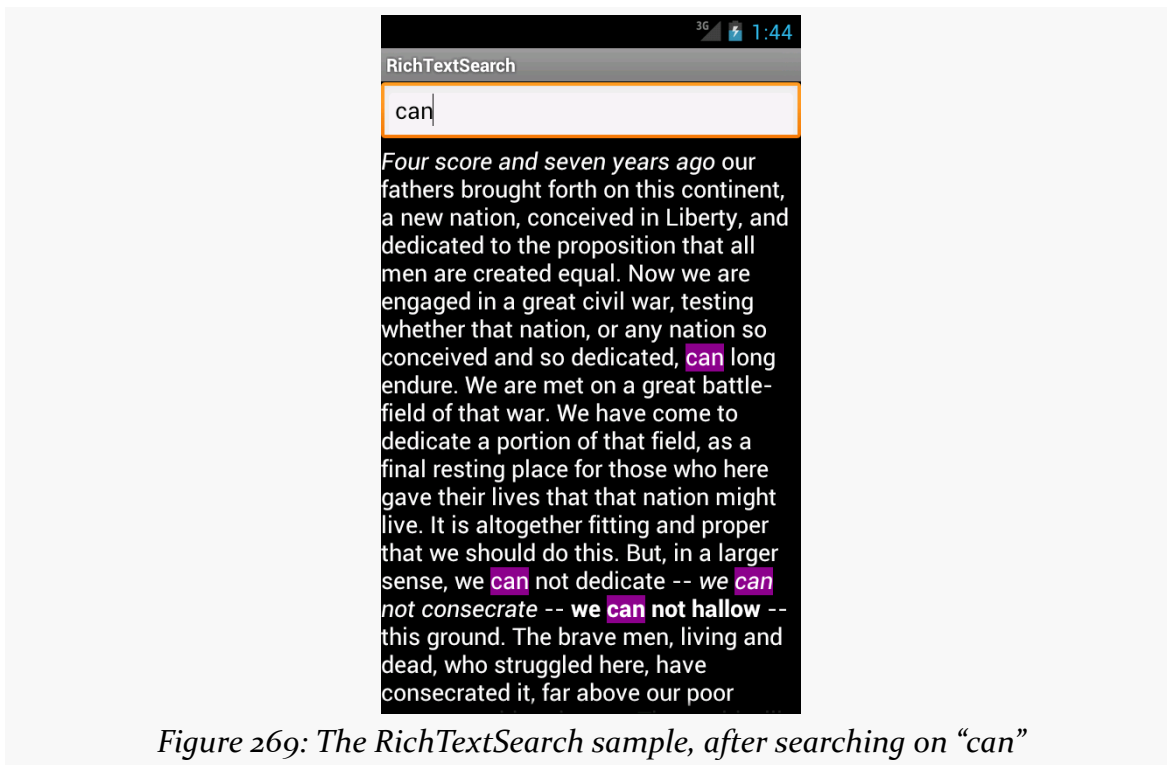 3G 1:44
RichTextSearch
can
Four score and seven years ago our
fathers brought forth on this continent,
a new nation, conceived in Liberty, and
dedicated to the proposition that all
men are created equal. Now we are
engaged in a great civil war, testing
whether that nation, or any nation so
conceived and so dedicated, can long
endure. We are met on a great battle-
field of that war. We have come to
dedicate a portion of that field, as a
final resting place for those who here
gave their lives that that nation might
live. It is altogether fitting and proper
that we should do this. But, in a larger
sense, we can not dedicate -- we can
not consecrate -- we can not hallow --
this ground. The brave men, living and
dead, who struggled here, have
consecrated it, far above our poor
Figure 269: The RichTextSearch sample, after searching on “can”